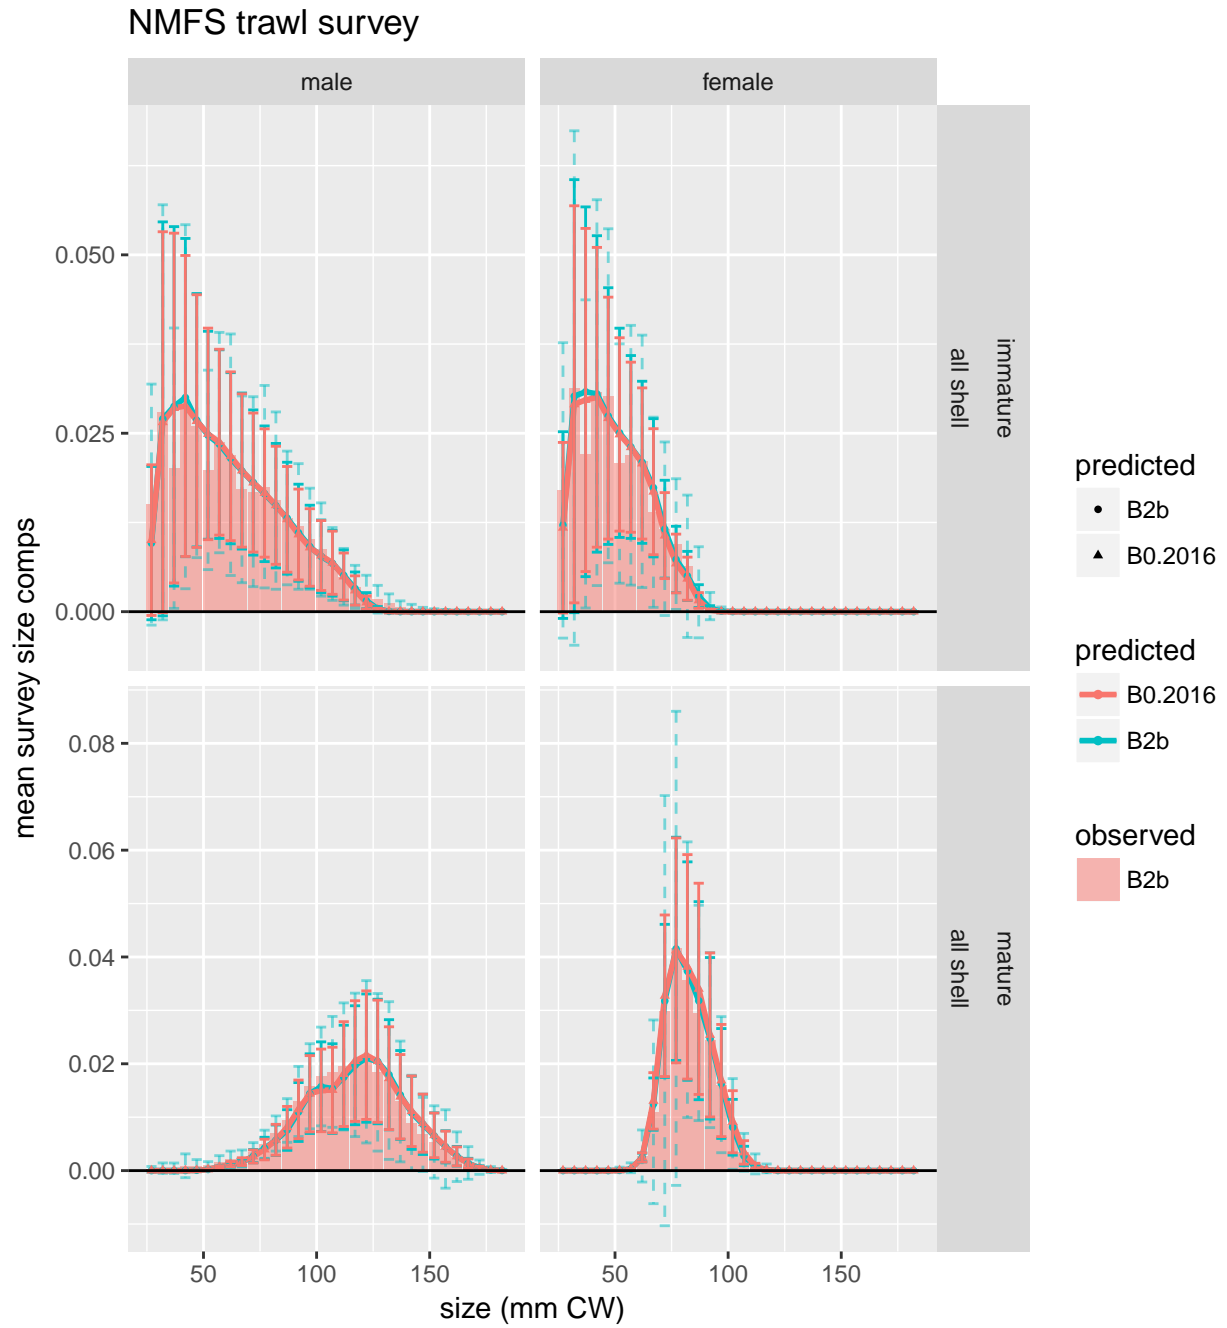 NMFS trawl survey
male
female
0.050
0.025
0.000
immature
all shell
0.08
0.06
0.04
0.02
0.00
mature
all shell
50
100
150
50
100
150
size (mm CW)
mean survey size comps
predicted
B2b
B0.2016
predicted
B0.2016
B2b
observed
B2b